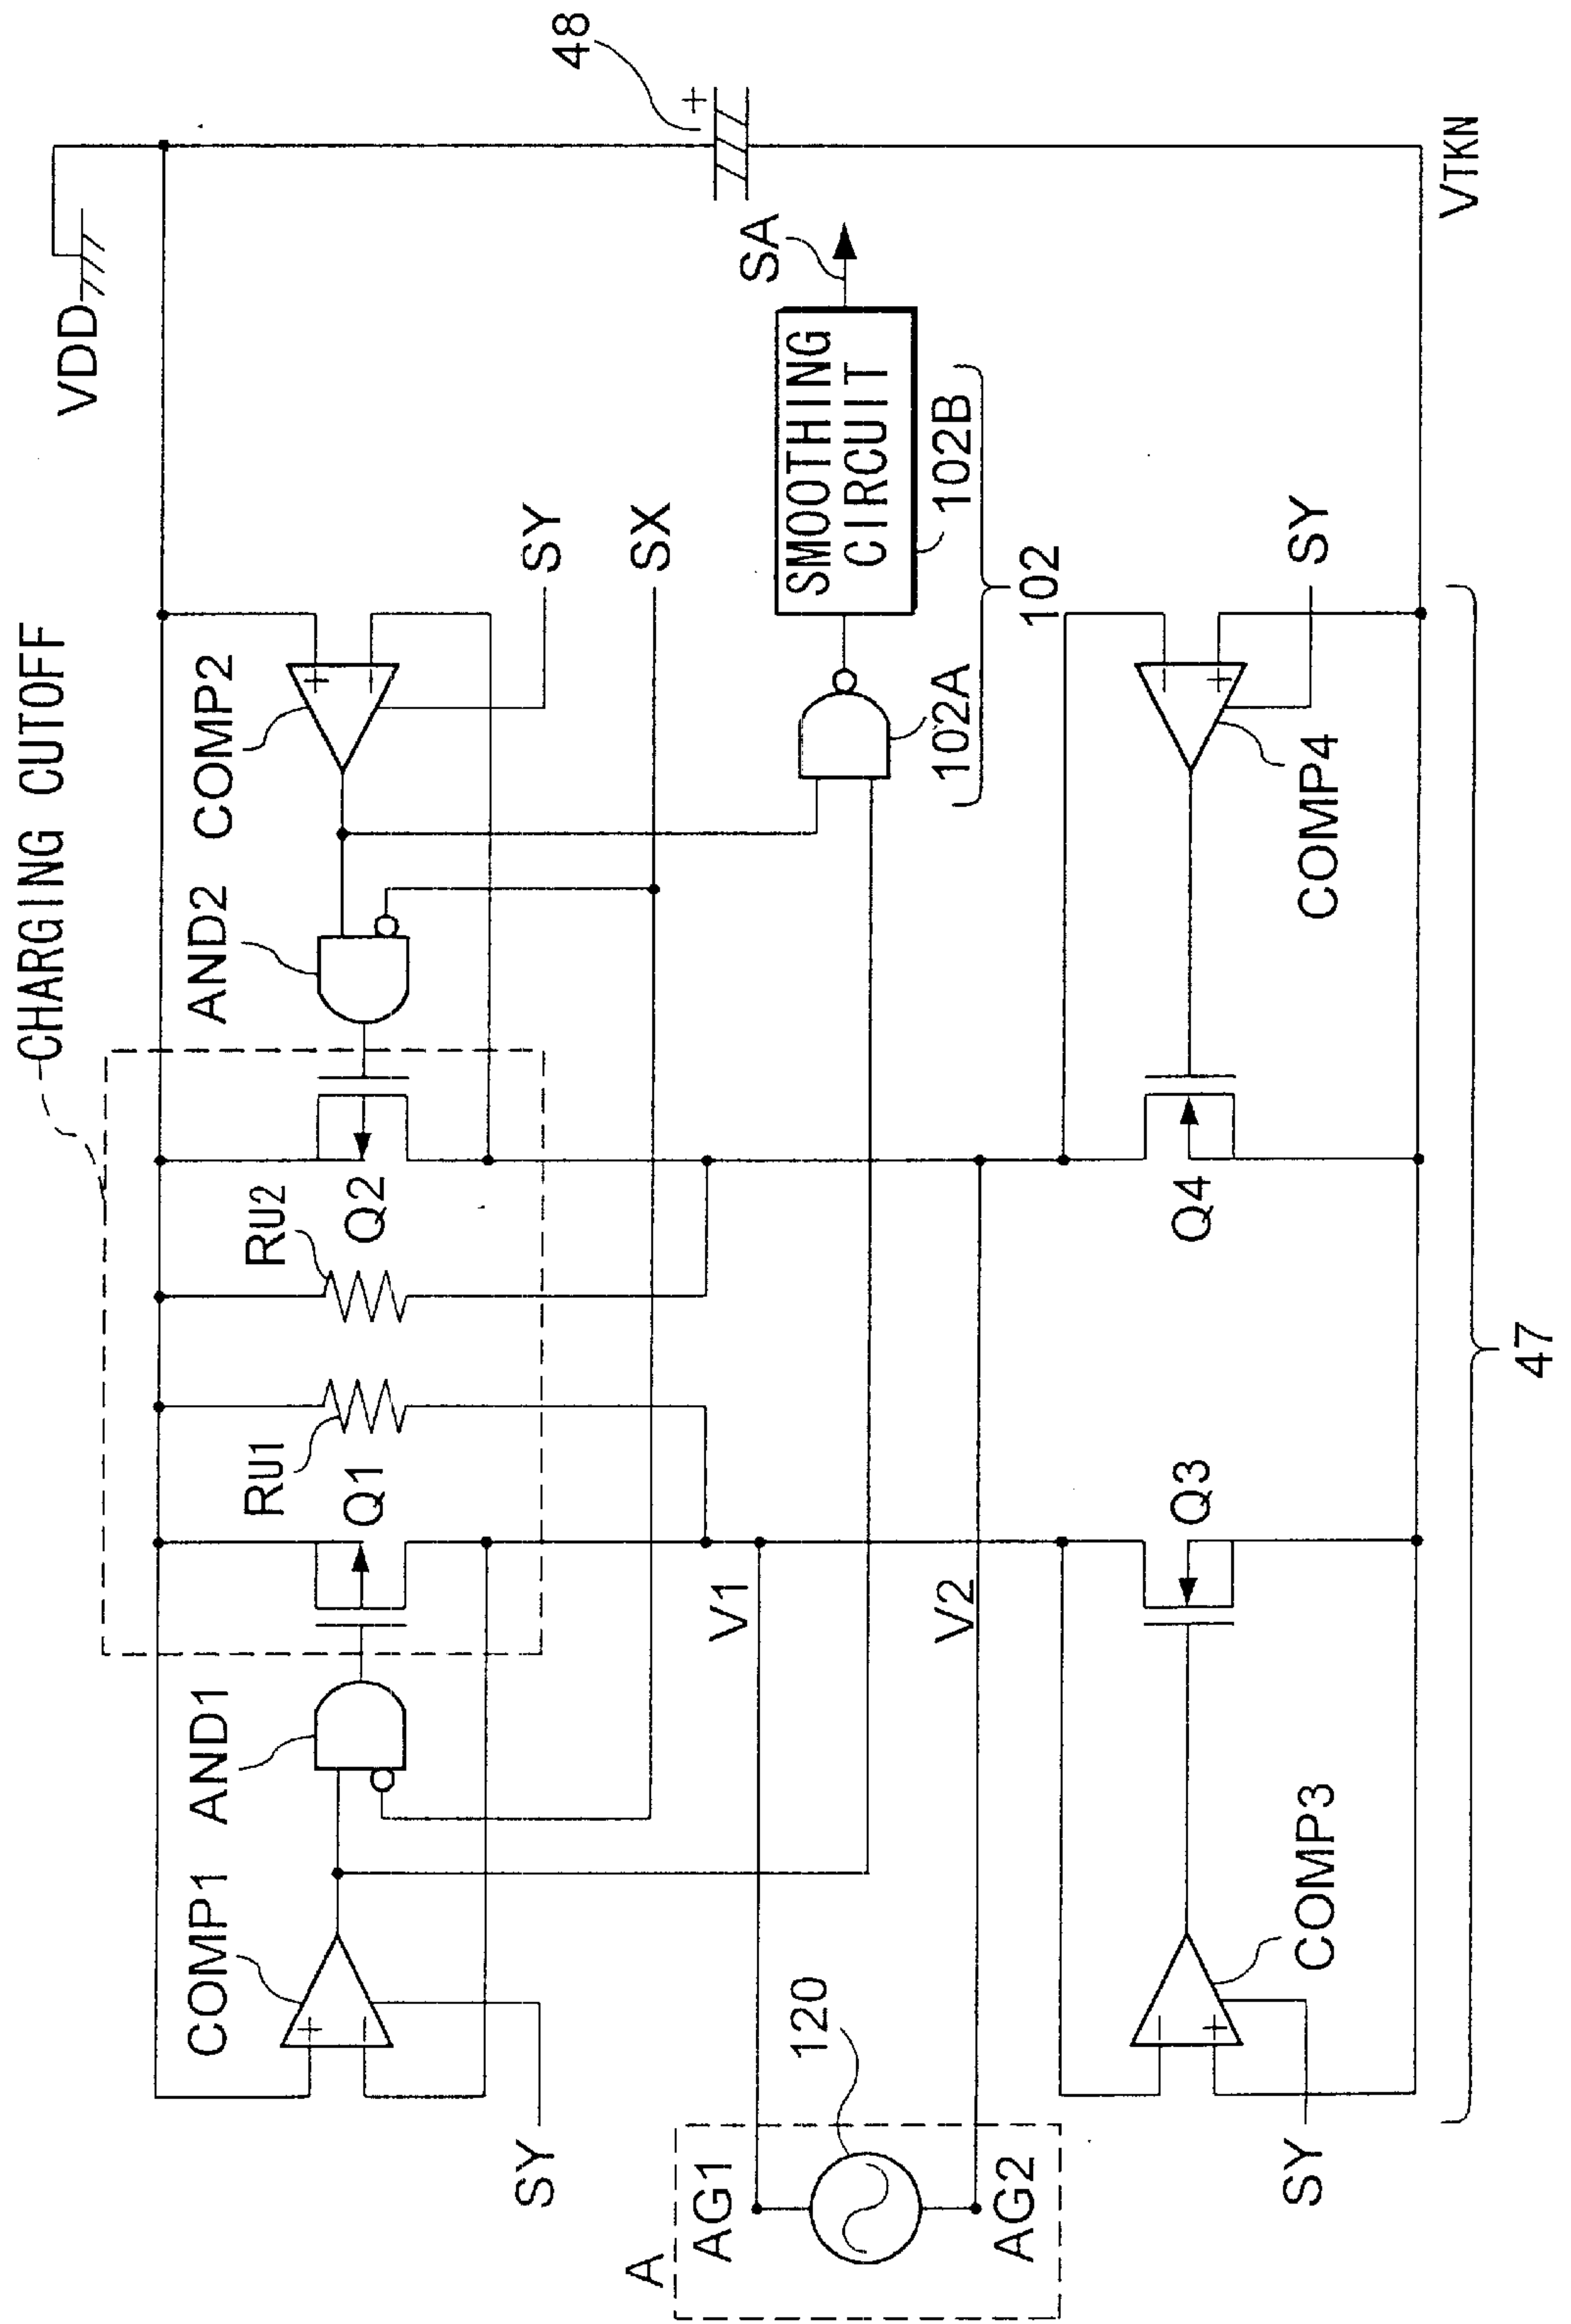 CHARGING CUTOFF
VDD
48
+
COMP1
AND1
RU1
RU2
AND2
COMP2
+
−
Q1
Q2
+
−
SY
SY
SX
A
AG1
V1
SA
120
SMOOTHING
CIRCUIT
102A
102B
102
V2
AG2
−
+
Q3
Q4
−
+
SY
COMP3
COMP4
SY
VTKN
47